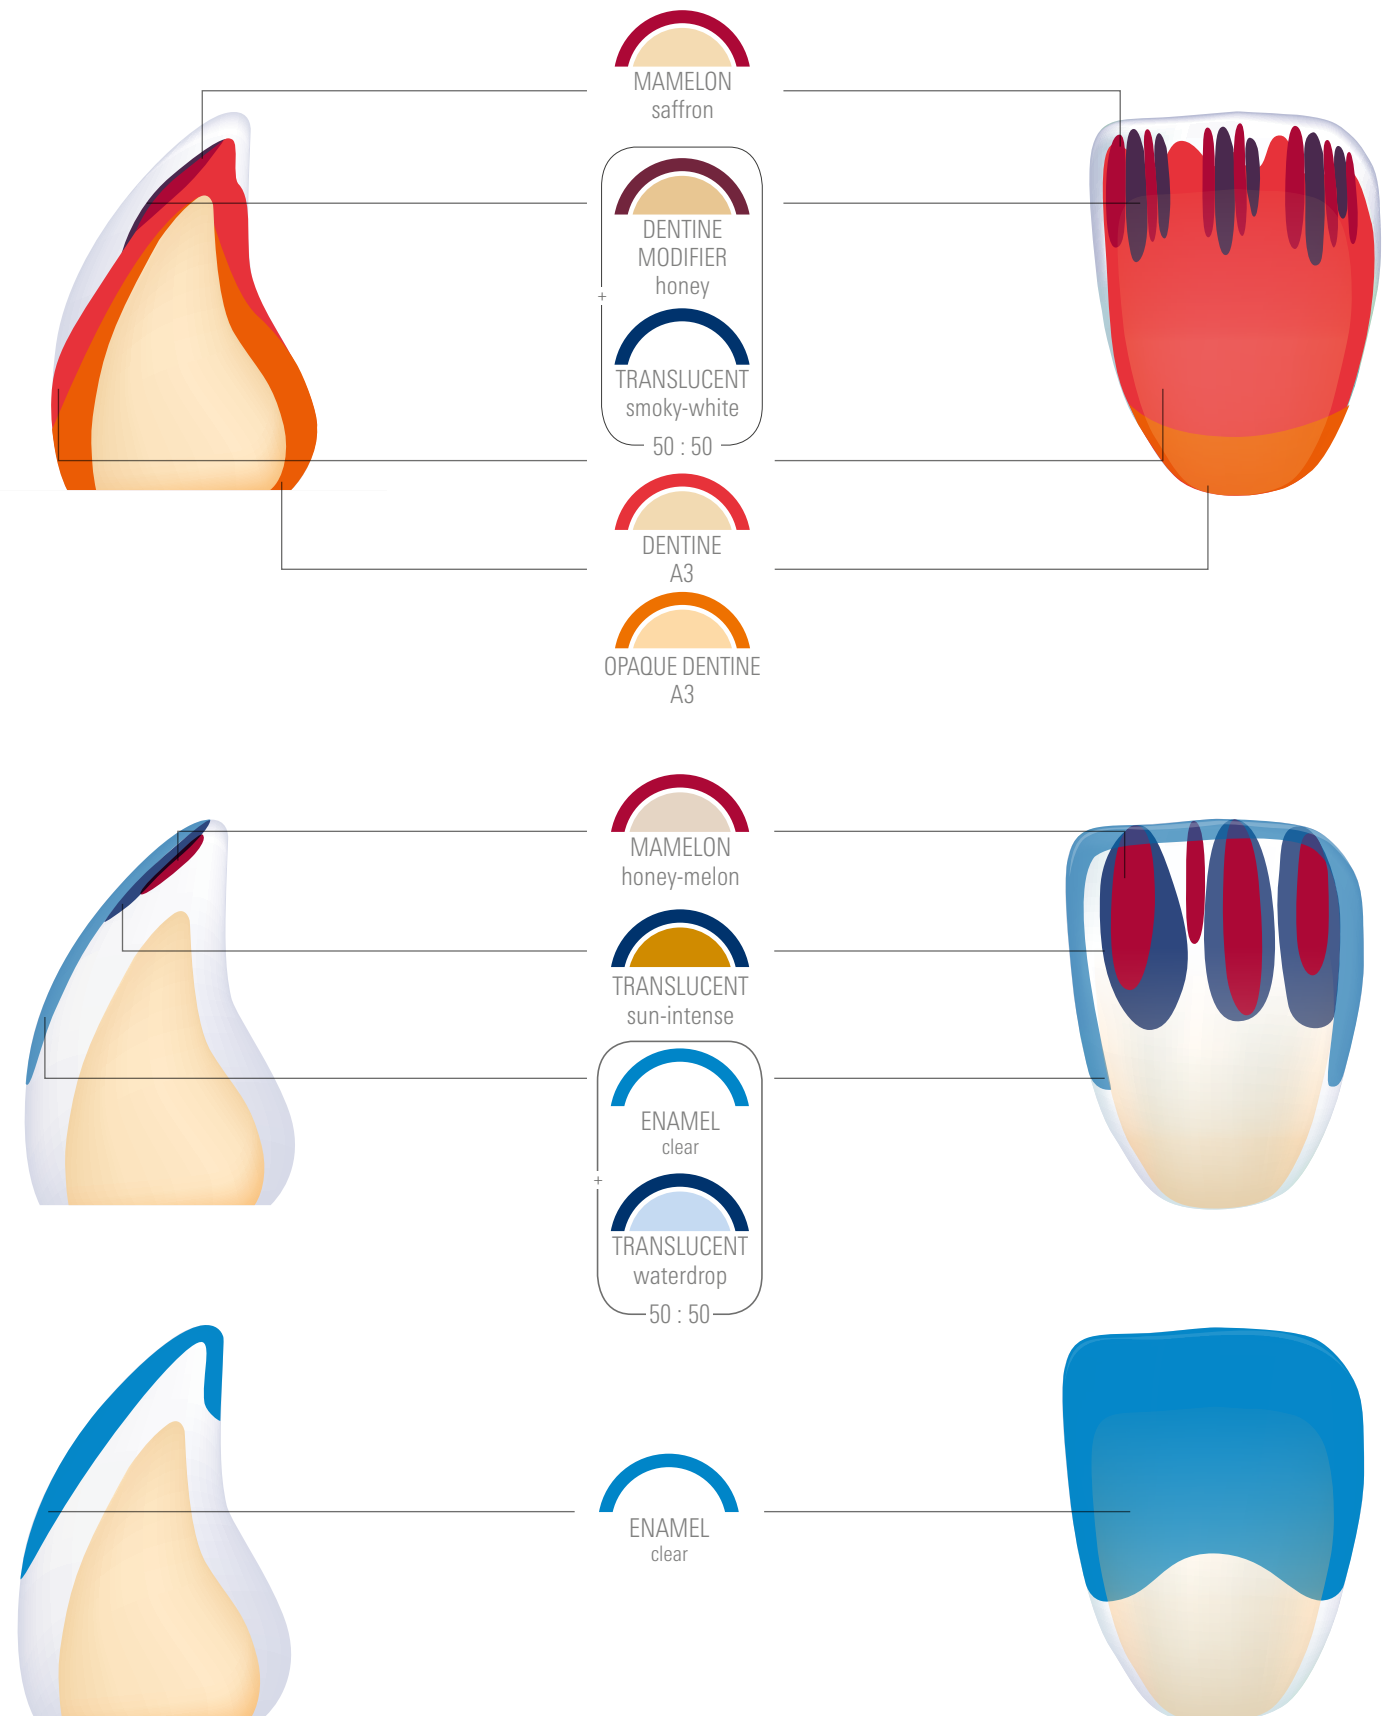 MAMELON
saffron
DENTINE
MODIFIER
honey
+
TRANSLUCENT
smoky-white
50 : 50
DENTINE
A3
OPAQUE DENTINE
A3
MAMELON
honey-melon
TRANSLUCENT
sun-intense
ENAMEL
clear
+
TRANSLUCENT
waterdrop
50 : 50
ENAMEL
clear